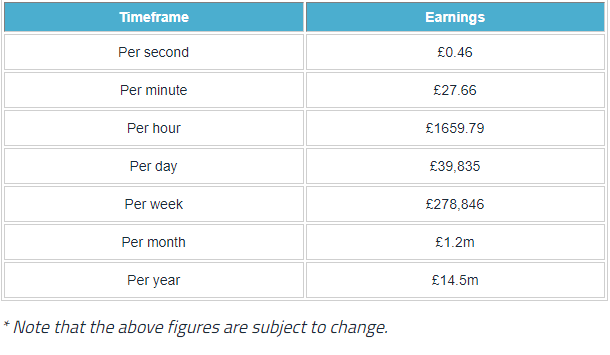 Timeframe Earnings
Per second £0.46
Per minute £27.66
Per hour £1659.79
Per day £39,835
Per week £278,846
Per month £1.2m
Per year £14.5m
* Note that the above figures are subject to change.